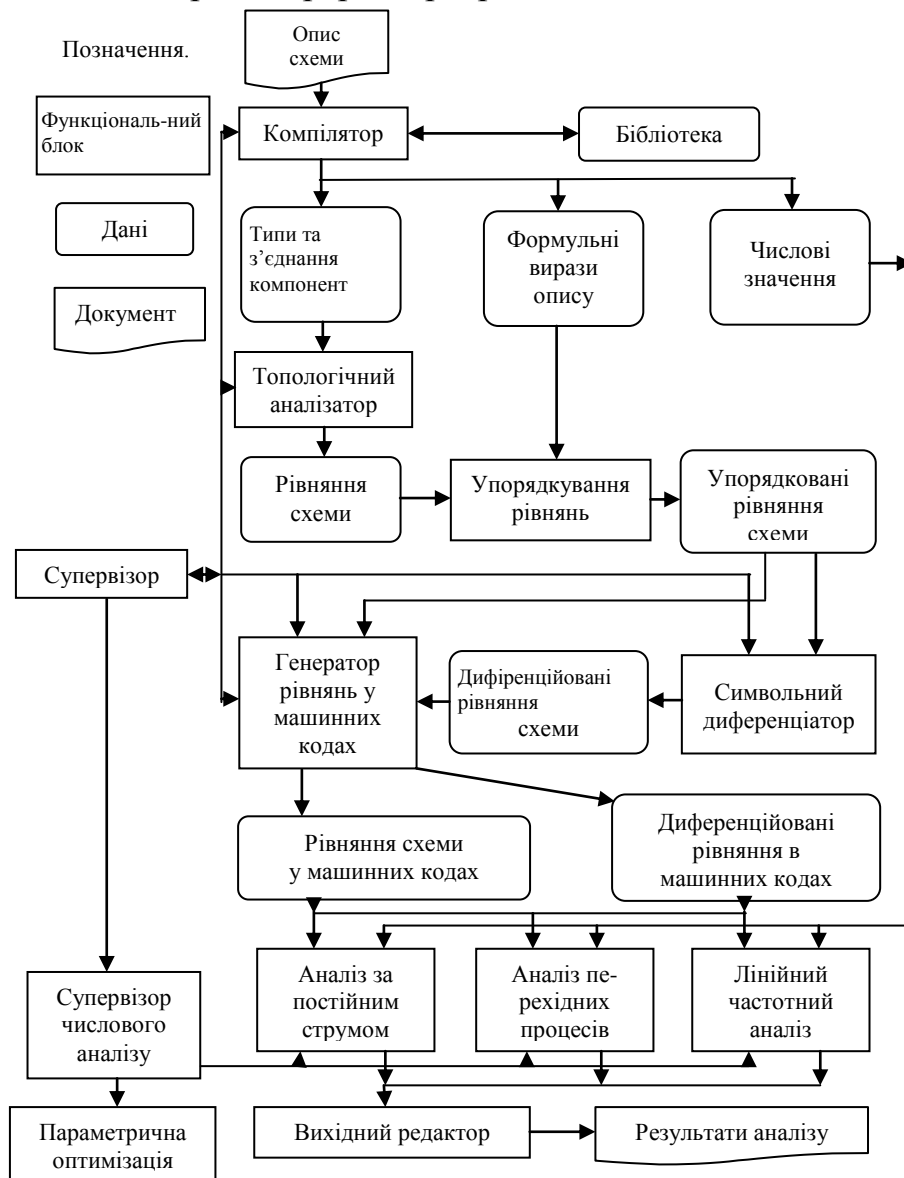 Позначення.
Опис
схеми
Функціональ-ний
блок
Компілятор
Бібліотека
Дані
Типи та
з’єднання
компонент
Формульні
вирази
опису
Числові
значення
Документ
Топологічний
аналізатор
Рівняння
схеми
Упорядкування
рівнянь
Упорядковані
рівняння
схеми
Супервізор
Генератор
рівнянь у
машинних
кодах
Дифіренційовані
рівняння
схеми
Символьний
диференціатор
Рівняння схеми
у машинних кодах
Диференційовані
рівняння в
машинних кодах
Супервізор
числового
аналізу
Аналіз за
постійним
струмом
Аналіз пе-
рехідних
процесів
Лінійний
частотний
аналіз
Параметрична
оптимізація
Вихідний редактор
Результати аналізу